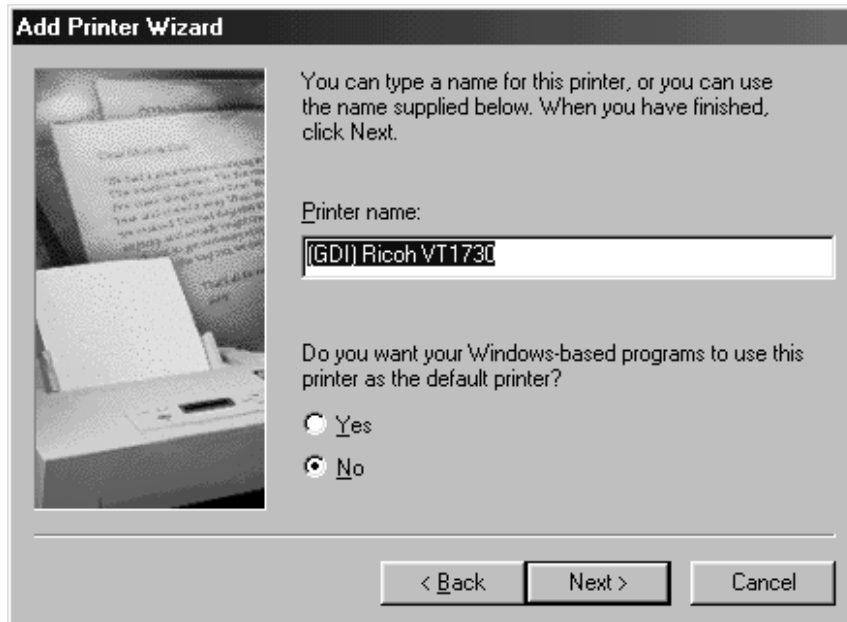 Add Printer Wizard
You can type a name for this printer, or you can use
the name supplied below. When you have finished,
click Next.
Printer name:
(GDI) Ricoh VT1730
Do you want your Windows-based programs to use this
printer as the default printer?
Yes
No
< Back
Next >
Cancel